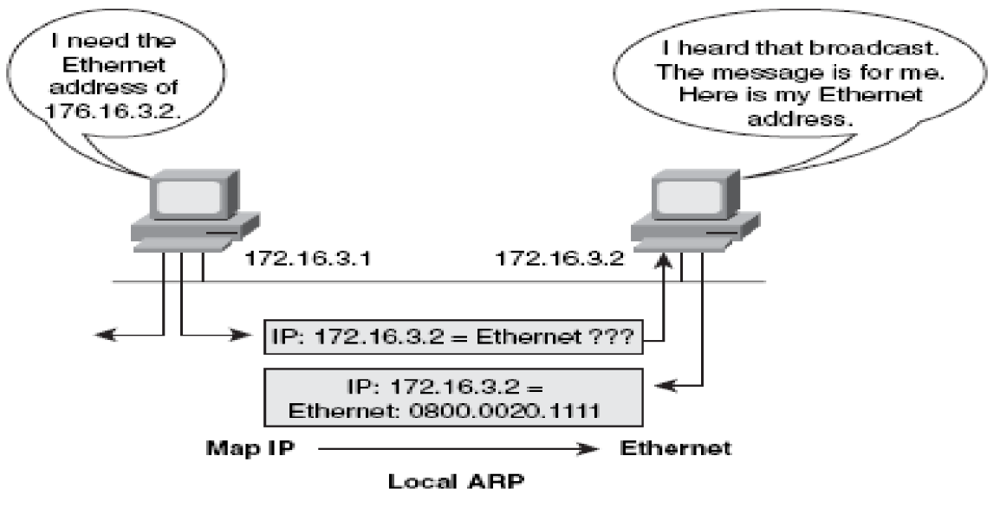 I need the
Ethernet
address of
176.16.3.2.
I heard that broadcast.
The message is for me.
Here is my Ethernet
address.
172.16.3.1
172.16.3.2
IP: 172.16.3.2 = Ethernet ???
IP: 172.16.3.2 =
Ethernet: 0800.0020.1111
Map IP
Ethernet
Local ARP